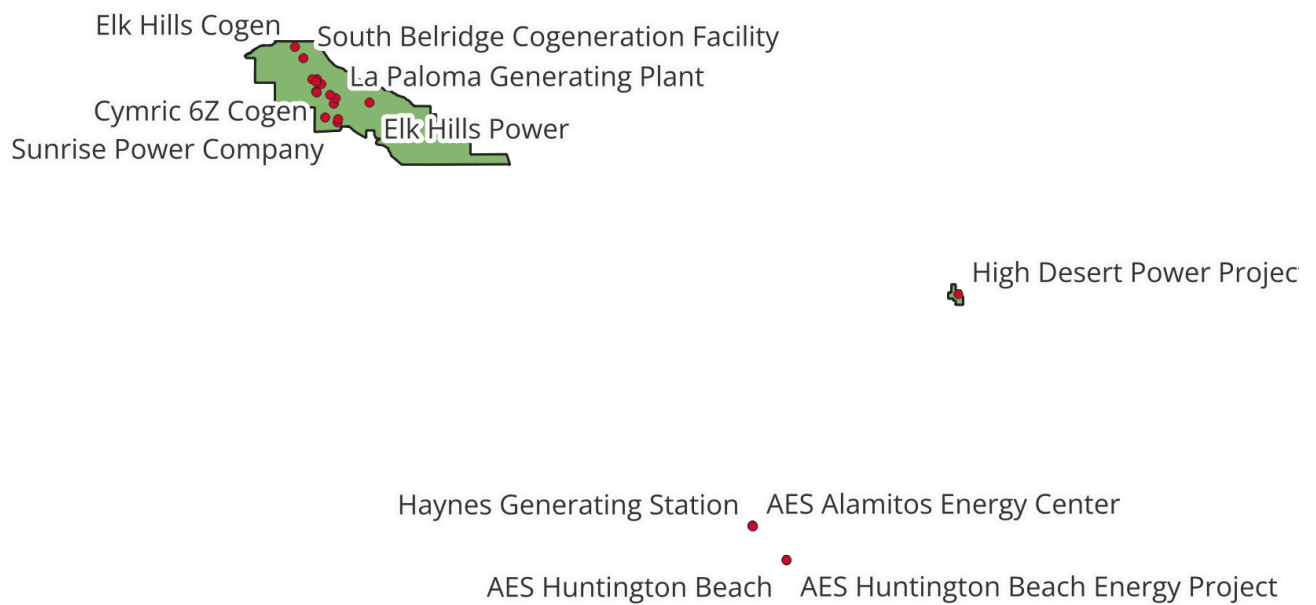 Elk Hills Cogen
South Belridge Cogeneration Facility
La Paloma Generating Plant
Cymric 6Z Cogen
Elk Hills Power
Sunrise Power Company
High Desert Power Projec
Haynes Generating Station
AES Alamitos Energy Center
AES Huntington Beach
AES Huntington Beach Energy Project